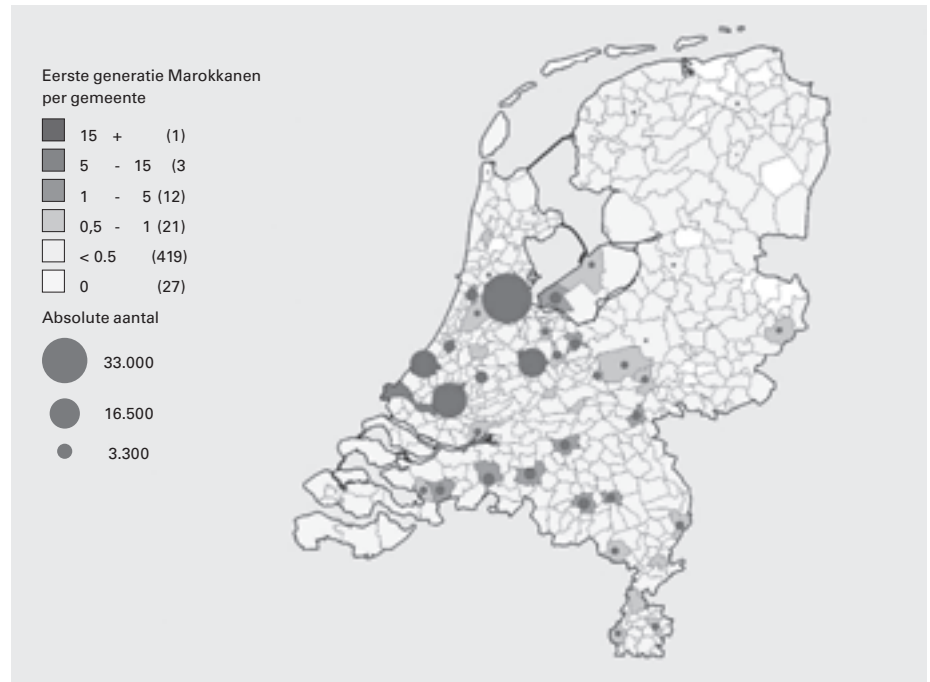 Eerste generatie Marokkanen
per gemeente
15 + (1)
5 - 15 (3
1 - 5 (12)
0,5 - 1 (21)
< 0.5 (419)
0 (27)
Absolute aantal
33.000
16.500
3.300